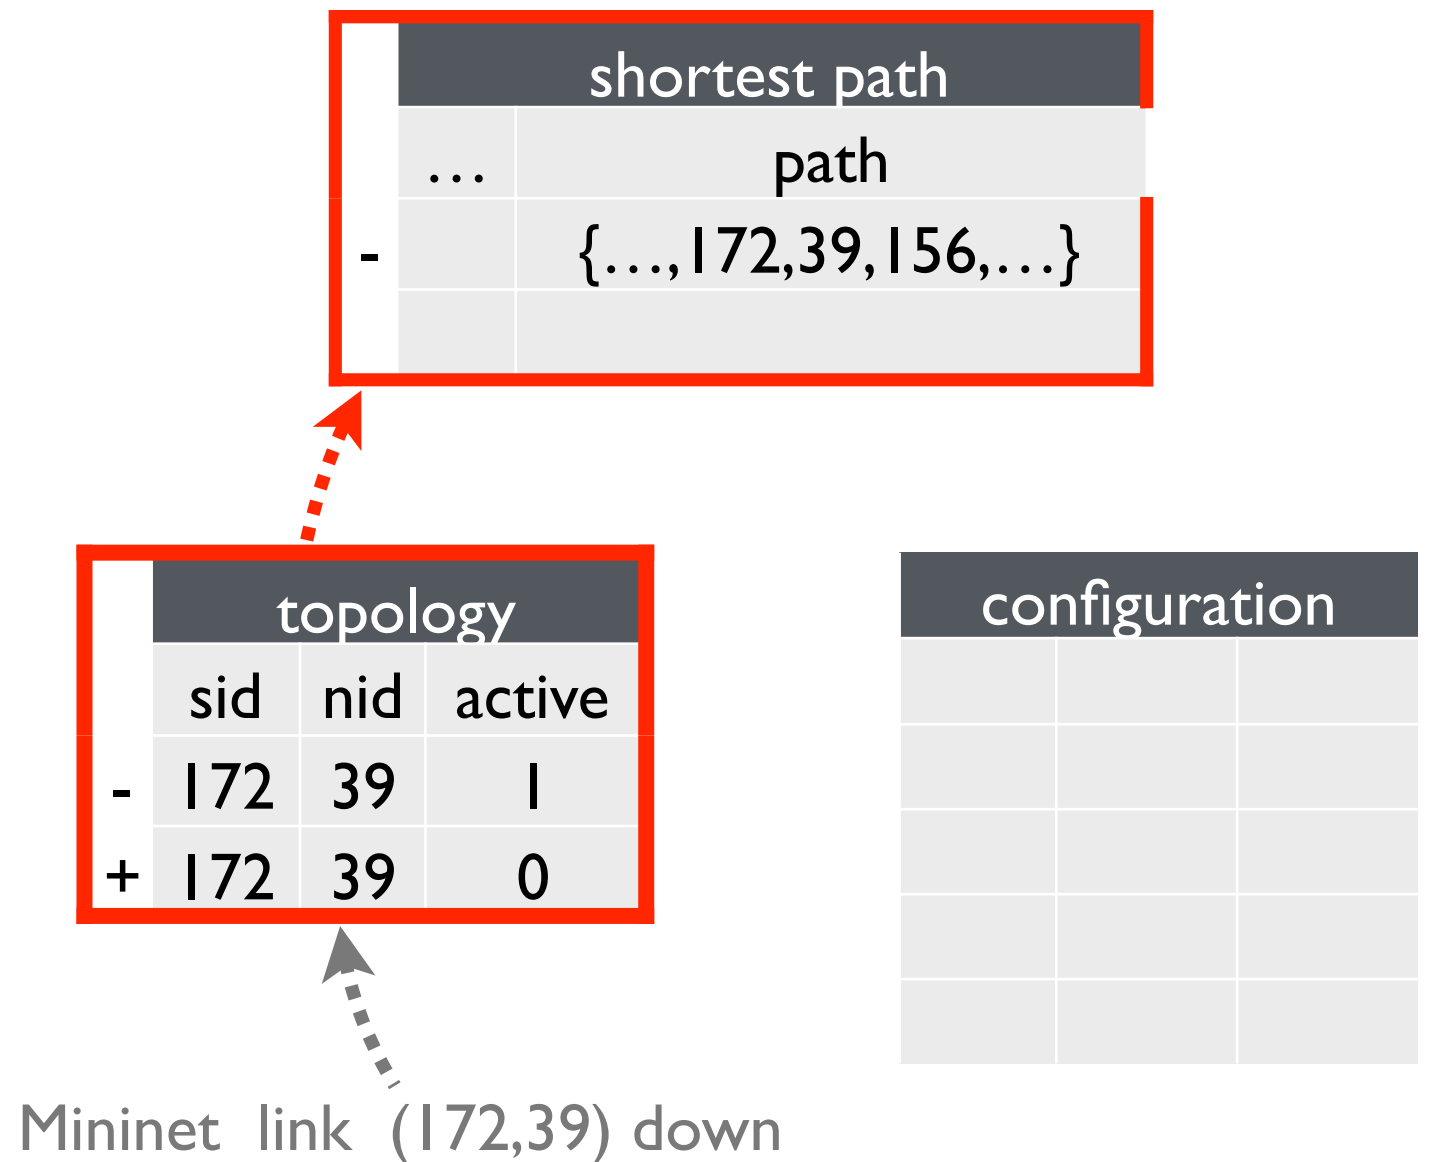 shortest path
… path
- {…,172,39,156,…}
topology
sid nid active
- 172 39 1
+ 172 39 0
configuration
Mininet link (172,39) down